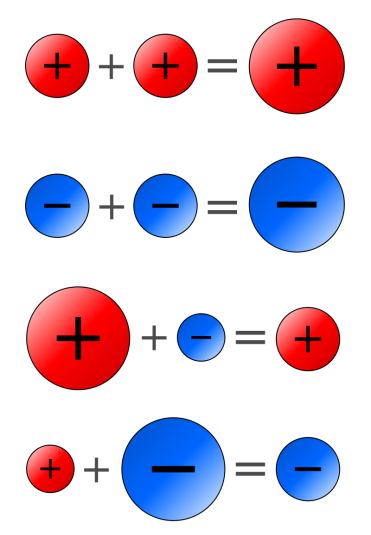 + + + = +
− + − = −
+ + − = +
+ + − = −